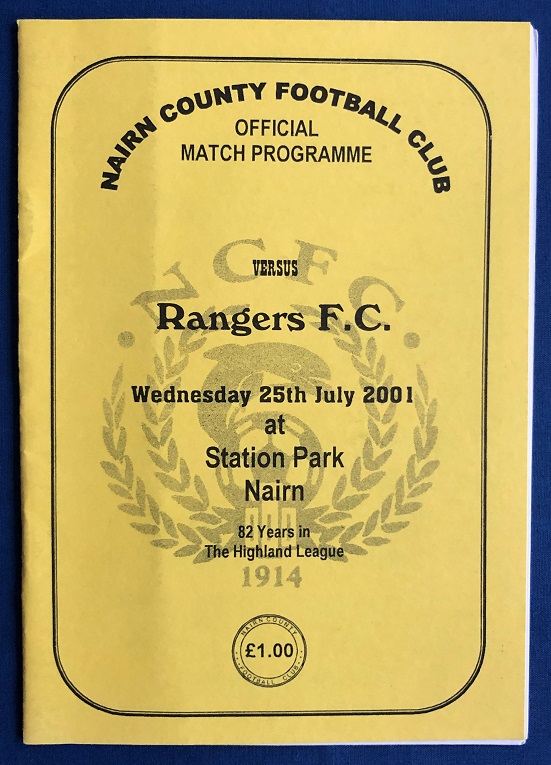 NAIRN COUNTY FOOTBALL CLUB
OFFICIAL
MATCH PROGRAMME
NCFC
VERSUS
Rangers F.C.
Wednesday 25th July 2001
at
Station Park
Nairn
82 Years in
The Highland League
1914
NAIRN COUNTY
£1.00
FOOTBALL CLUB